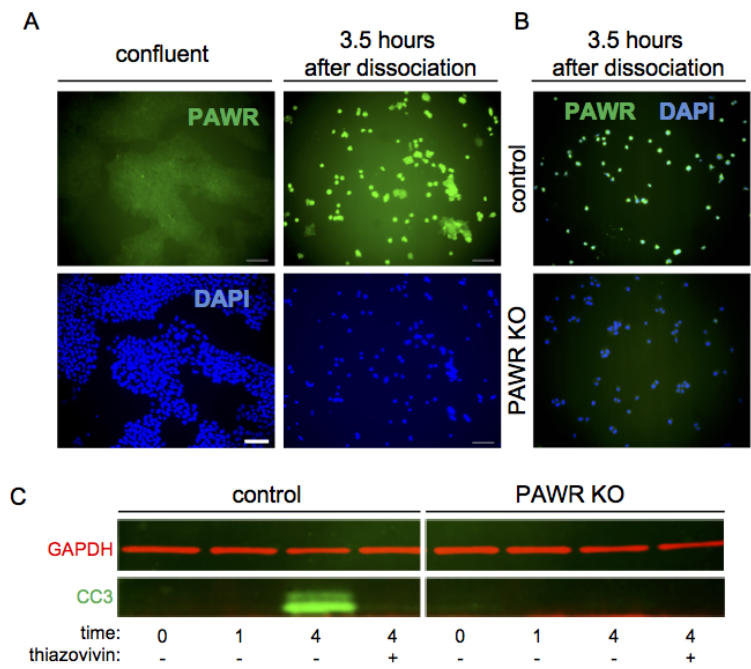 A
B
confluent
3.5 hours
after dissociation
3.5 hours
after dissociation
PAWR
PAWR DAPI
control
DAPI
PAWR KO
C
control
PAWR KO
GAPDH
CC3
time: 0 1 4 4 0 1 4 4
thiazovivin: - - - + - - - +